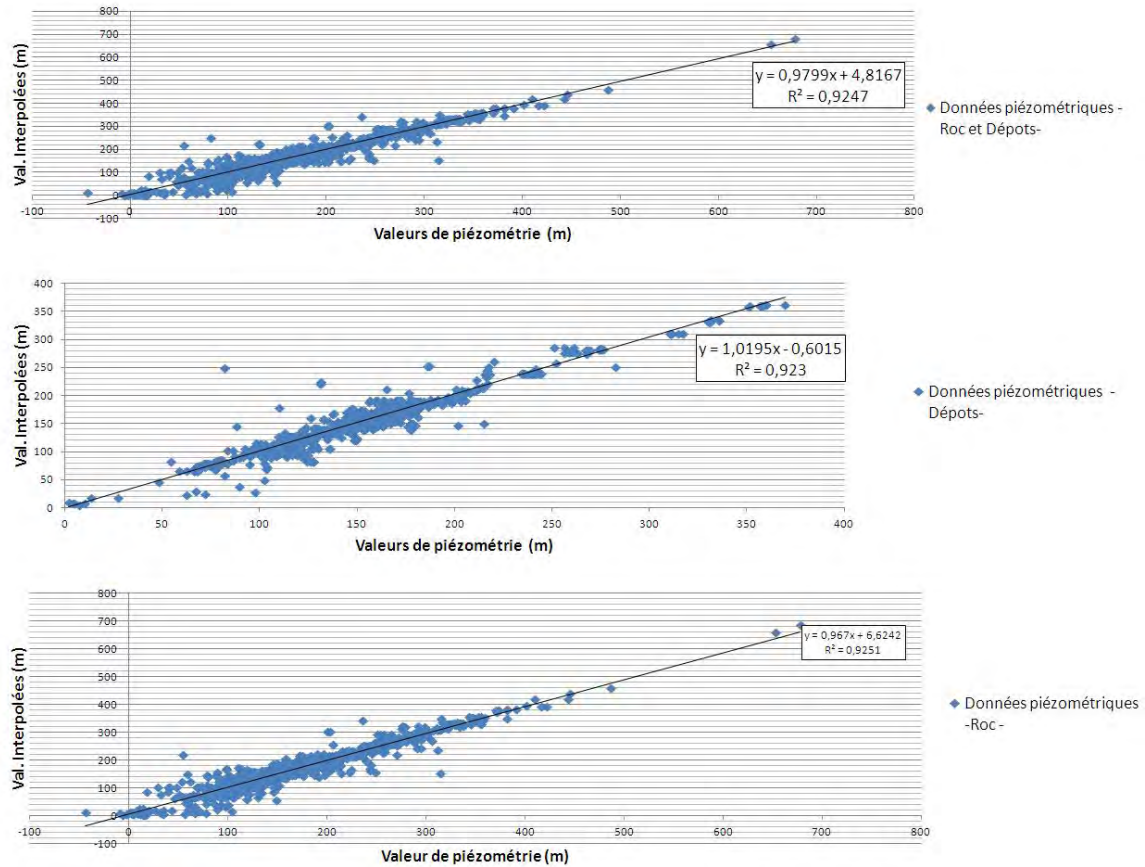 800
700
600
500
400
300
200
100
0
-100
-100 0 100 200 300 400 500 600 700 800
Val. Interpolées (m)
Valeurs de piézométrie (m)
y = 0,9799x + 4,8167
R² = 0,9247
Données piézométriques -
Roc et Dépots-
400
350
300
250
200
150
100
50
0
0 50 100 150 200 250 300 350 400
Val. Interpolées (m)
Valeurs de piézométrie (m)
y = 1,0195x - 0,6015
R² = 0,923
Données piézométriques -
Dépots-
800
700
600
500
400
300
200
100
0
-100
-100 0 100 200 300 400 500 600 700 800
Val. Interpolées (m)
Valeur de piézométrie (m)
y = 0,967x + 6,6242
R² = 0,9251
Données piézométriques
-Roc -